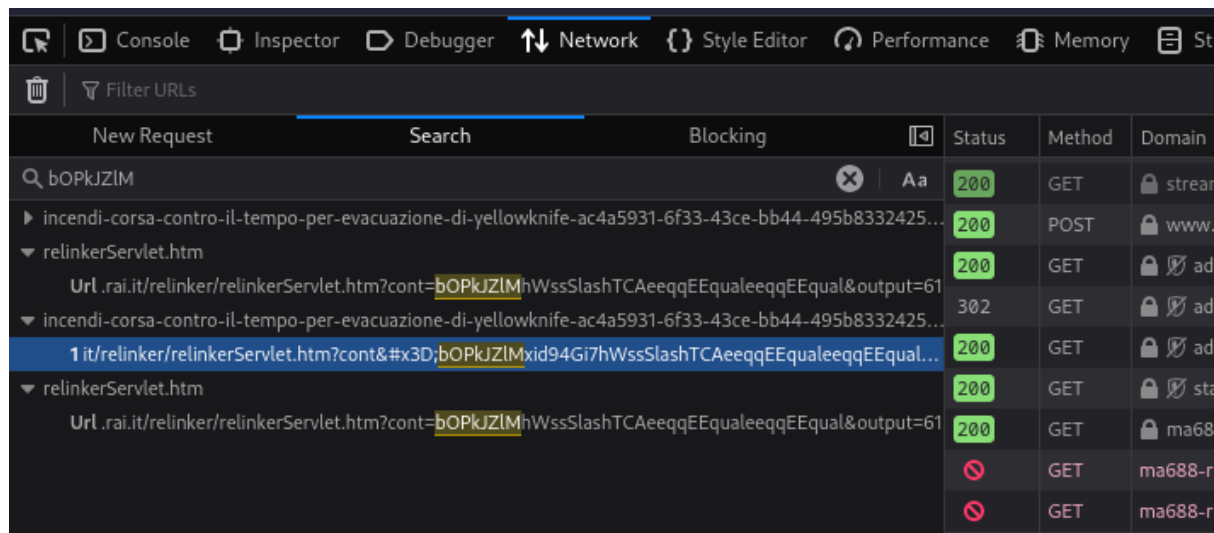 Console Inspector Debugger Network Style Editor Performance Memory St
Filter URLs
New Request Search Blocking Status Method Domain
bOPkJZlM Aa
200 GET strear
incendi-corsa-contro-il-tempo-per-evacuazione-di-yellowknife-ac4a5931-6f33-43ce-bb44-495b8332425...
200 POST www.
relinkerServlet.htm
200 GET ad
Url .rai.it/relinker/relinkerServlet.htm?cont=bOPkJZlMhWssSlashTCAeeqqEEqualeeqqEEqual&output=61
302 GET ad
incendi-corsa-contro-il-tempo-per-evacuazione-di-yellowknife-ac4a5931-6f33-43ce-bb44-495b8332425...
1 it/relinker/relinkerServlet.htm?cont&#x3D;bOPkJZlMxid94Gi7hWssSlashTCAeeqqEEqualeeqqEEqual...
200 GET ad
relinkerServlet.htm
200 GET sta
Url .rai.it/relinker/relinkerServlet.htm?cont=bOPkJZlMhWssSlashTCAeeqqEEqualeeqqEEqual&output=61
200 GET ma68
GET ma688-r
GET ma688-r